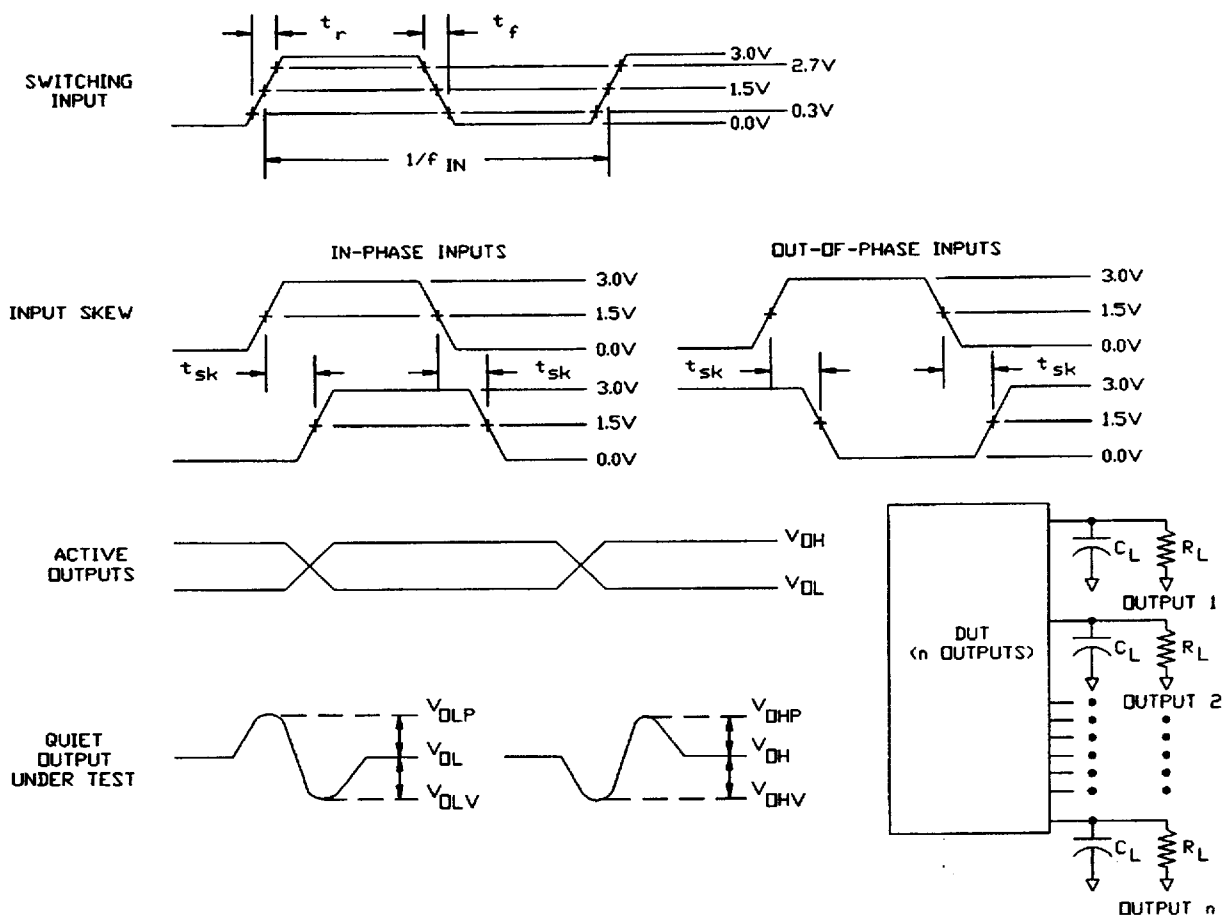 t_r
t_f
SWITCHING
INPUT
3.0V
2.7V
1.5V
0.3V
0.0V
1/f_IN
IN-PHASE INPUTS
OUT-OF-PHASE INPUTS
INPUT SKEW
3.0V
1.5V
0.0V
t_sk
t_sk
3.0V
1.5V
0.0V
3.0V
1.5V
0.0V
t_sk
t_sk
3.0V
1.5V
0.0V
ACTIVE
OUTPUTS
V_OH
V_OL
QUIET
OUTPUT
UNDER TEST
V_OLP
V_OL
V_OLV
V_OHP
V_OH
V_OHV
DUT
(n OUTPUTS)
C_L
R_L
OUTPUT 1
C_L
R_L
OUTPUT 2
C_L
R_L
OUTPUT n